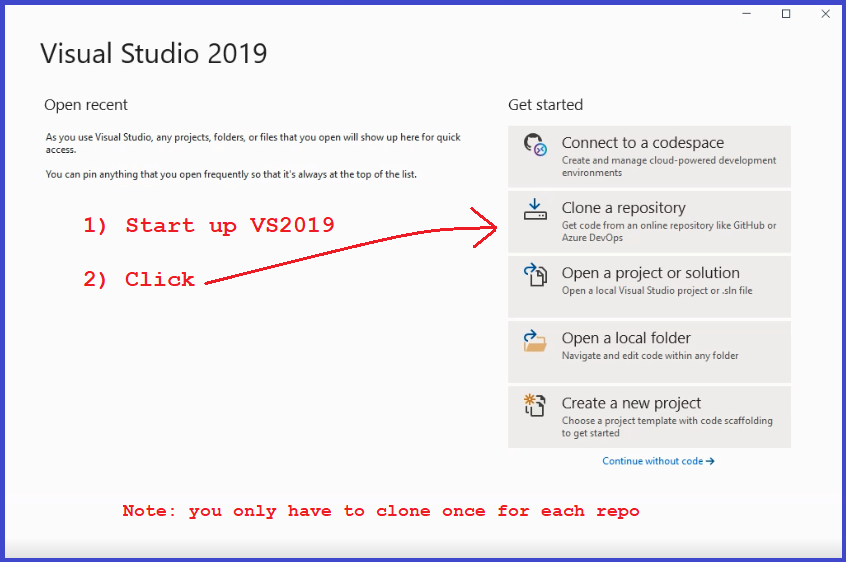 Visual Studio 2019
Open recent
As you use Visual Studio, any projects, folders, or files that you open will show up here for quick
access.
You can pin anything that you open frequently so that it's always at the top of the list.
1) Start up VS2019
2) Click
Get started
Connect to a codespace
Create and manage cloud-powered development
environments
Clone a repository
Get code from an online repository like GitHub or
Azure DevOps
Open a project or solution
Open a local Visual Studio project or .sln file
Open a local folder
Navigate and edit code within any folder
Create a new project
Choose a project template with code scaffolding
to get started
Continue without code →
Note: you only have to clone once for each repo